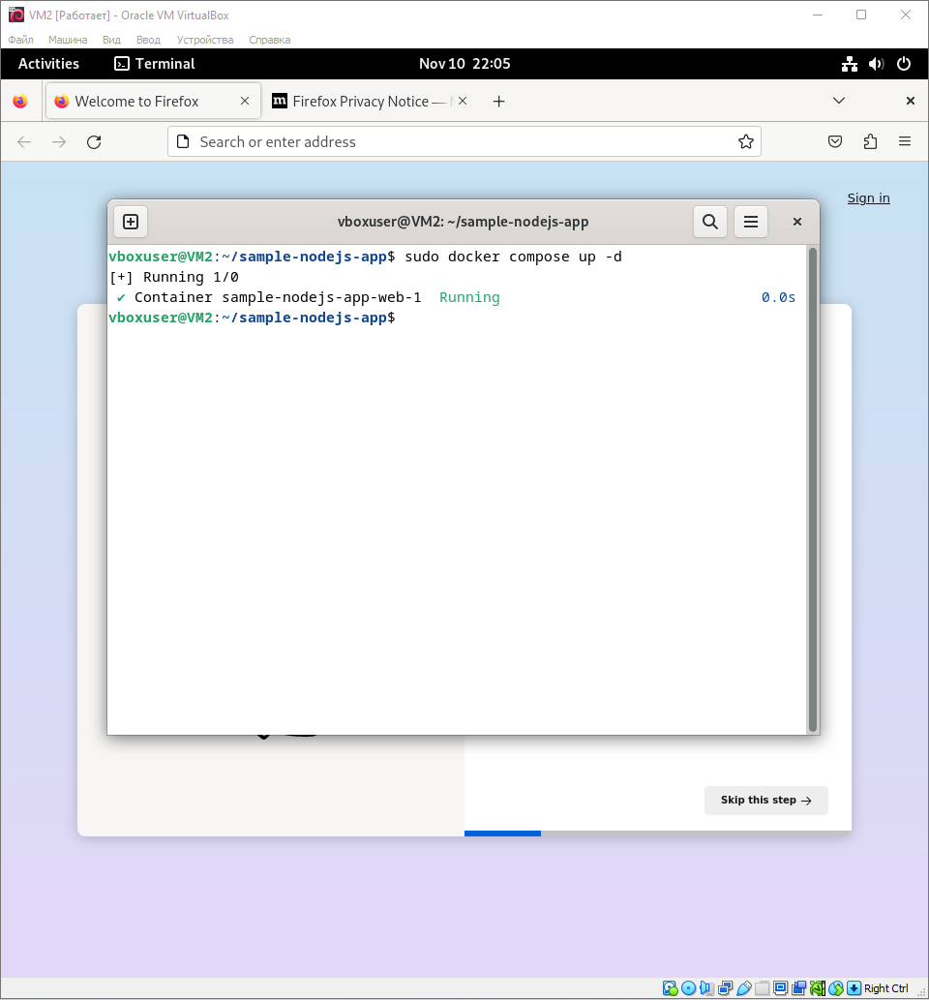 VM2 [Работает] - Oracle VM VirtualBox
Файл Машина Вид Ввод Устройства Справка
Activities Terminal Nov 10 22:05
Welcome to Firefox Firefox Privacy Notice —
Search or enter address
Sign in
vboxuser@VM2: ~/sample-nodejs-app
vboxuser@VM2:~/sample-nodejs-app$ sudo docker compose up -d
[+] Running 1/0
✔ Container sample-nodejs-app-web-1 Running 0.0s
vboxuser@VM2:~/sample-nodejs-app$
Skip this step →
Right Ctrl